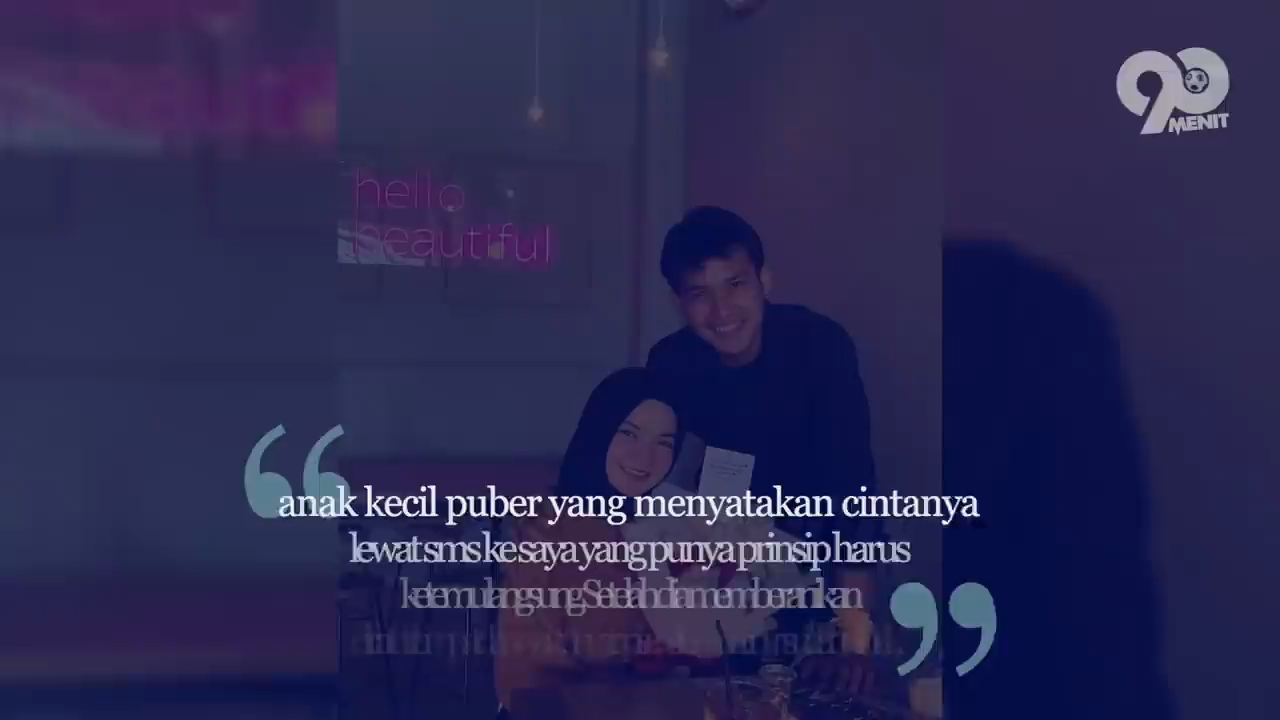 90
MENIT
hello
beautiful
“
anak kecil puber yang menyatakan cintanya
lewat sms ke saya yang punya prinsip harus
ketemu langsung. Setelah dia memberanikan
”